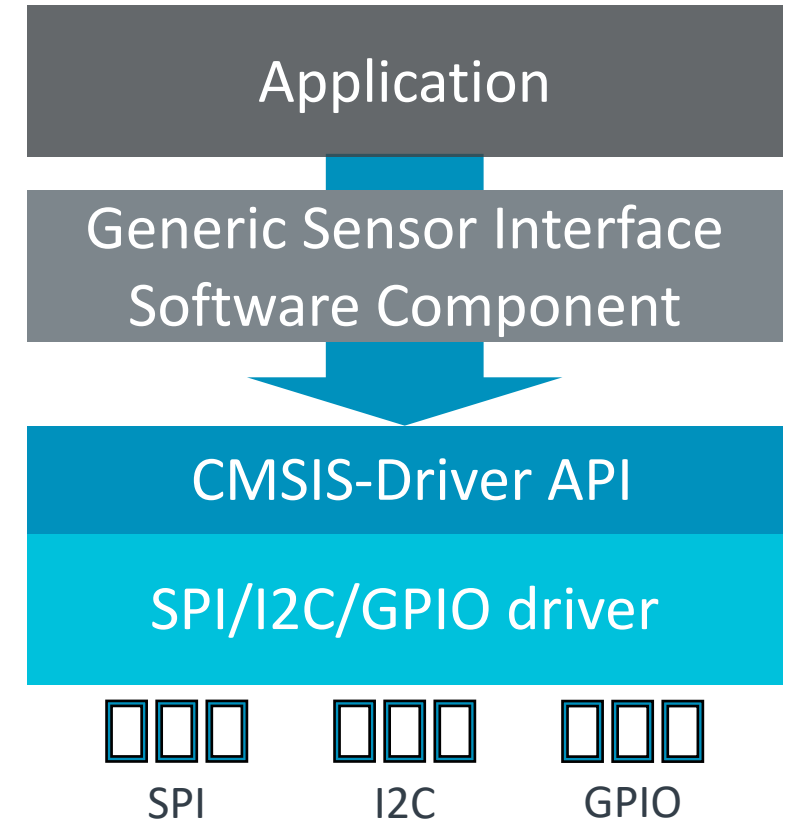 Application
Generic Sensor Interface
Software Component
CMSIS-Driver API
SPI/I2C/GPIO driver
SPI I2C GPIO